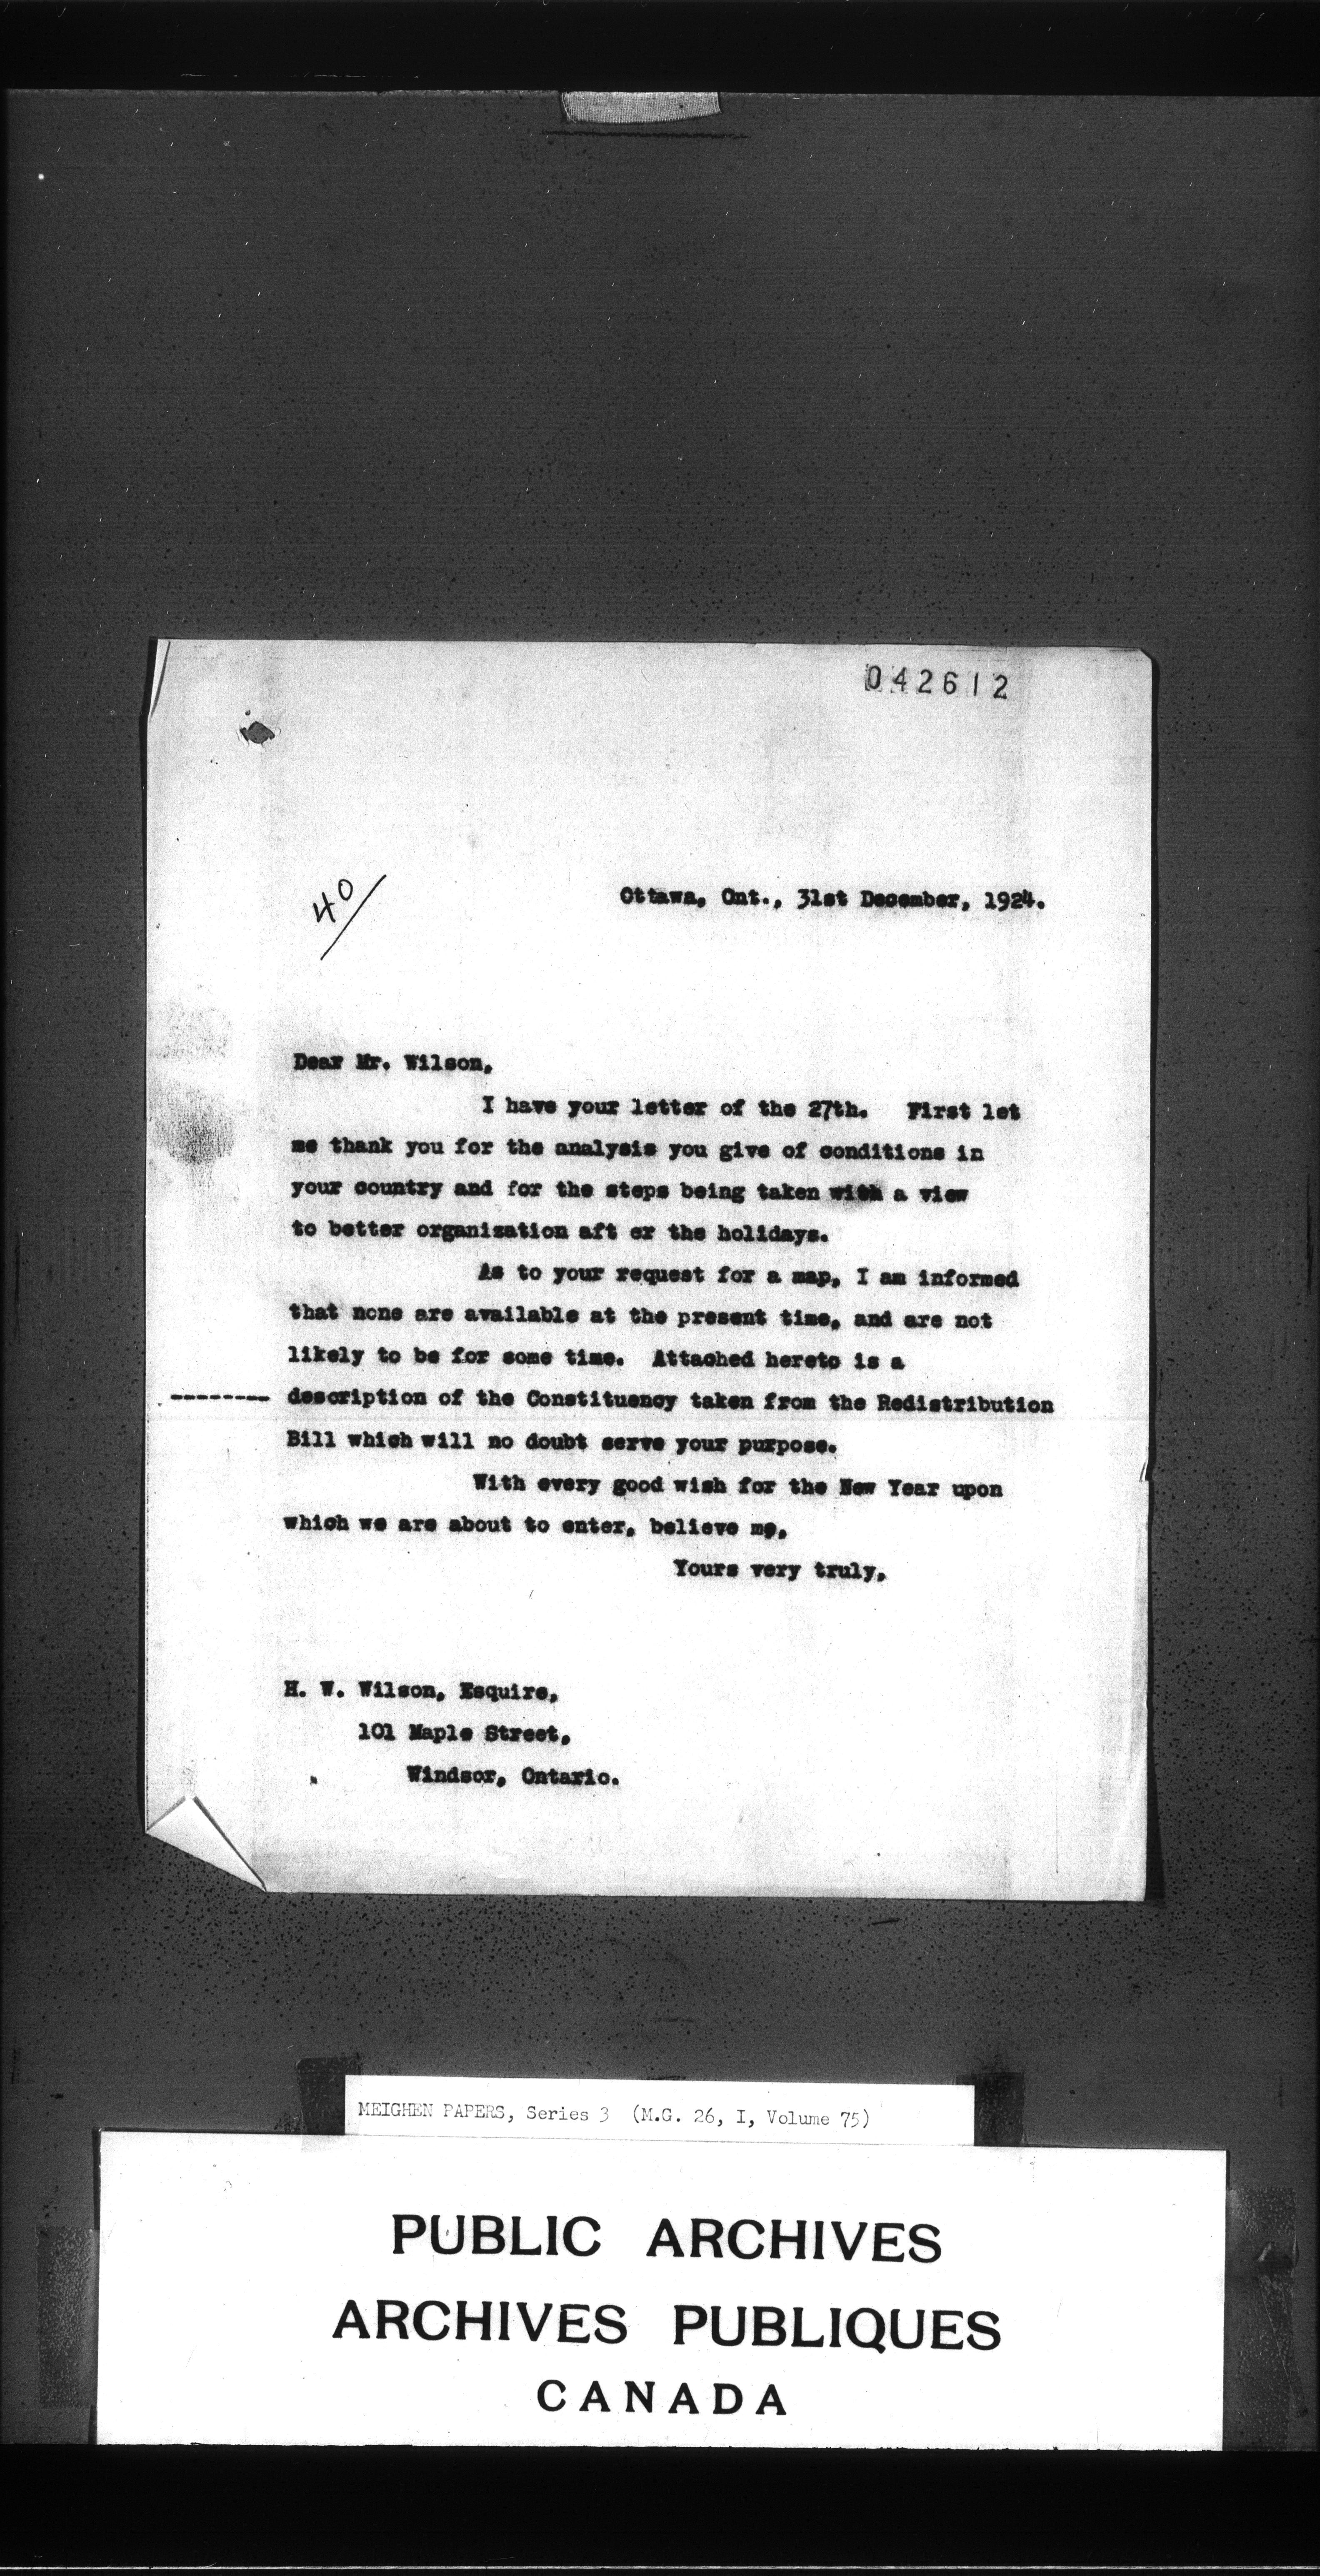 042612
40
Ottawa, Ont., 31st December, 1924.
Dear Mr. Wilson,
I have your letter of the 27th. First let
me thank you for the analysis you give of conditions in
your country and for the steps being taken with a view
to better organization aft er the holidays.
As to your request for a map, I am informed
that none are available at the present time, and are not
likely to be for some time. Attached hereto is a
-------- description of the Constituency taken from the Redistribution
Bill which will no doubt serve your purpose.
With every good wish for the New Year upon
which we are about to enter, believe me,
Yours very truly,
H. W. Wilson, Esquire,
101 Maple Street,
Windsor, Ontario.
MEIGHEN PAPERS, Series 3 (M.G. 26, I, Volume 75)
PUBLIC ARCHIVES
ARCHIVES PUBLIQUES
CANADA